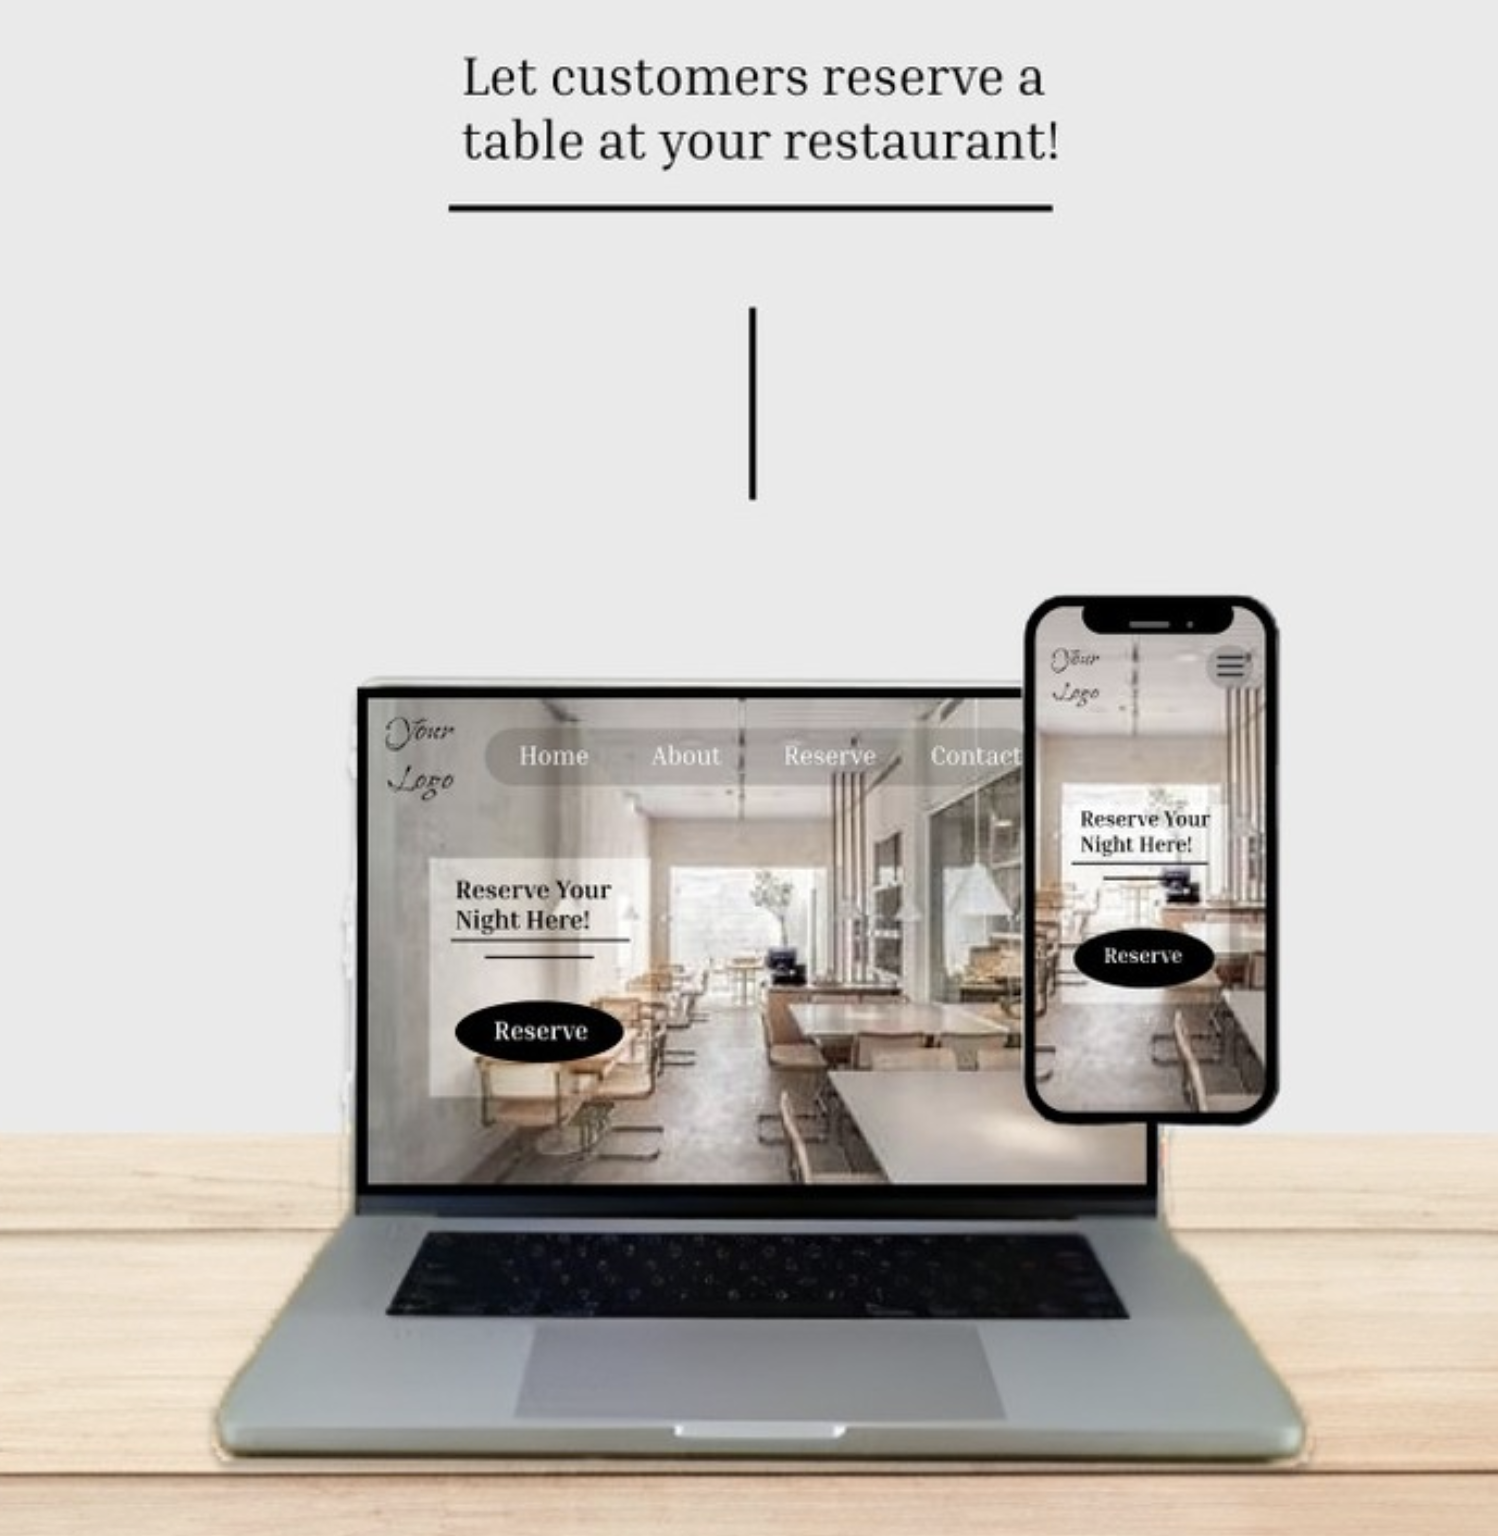 Let customers reserve a
table at your restaurant!
Your
Logo
Home About Reserve Contact
Reserve Your
Night Here!
Reserve
Your
Logo
Reserve Your
Night Here!
Reserve